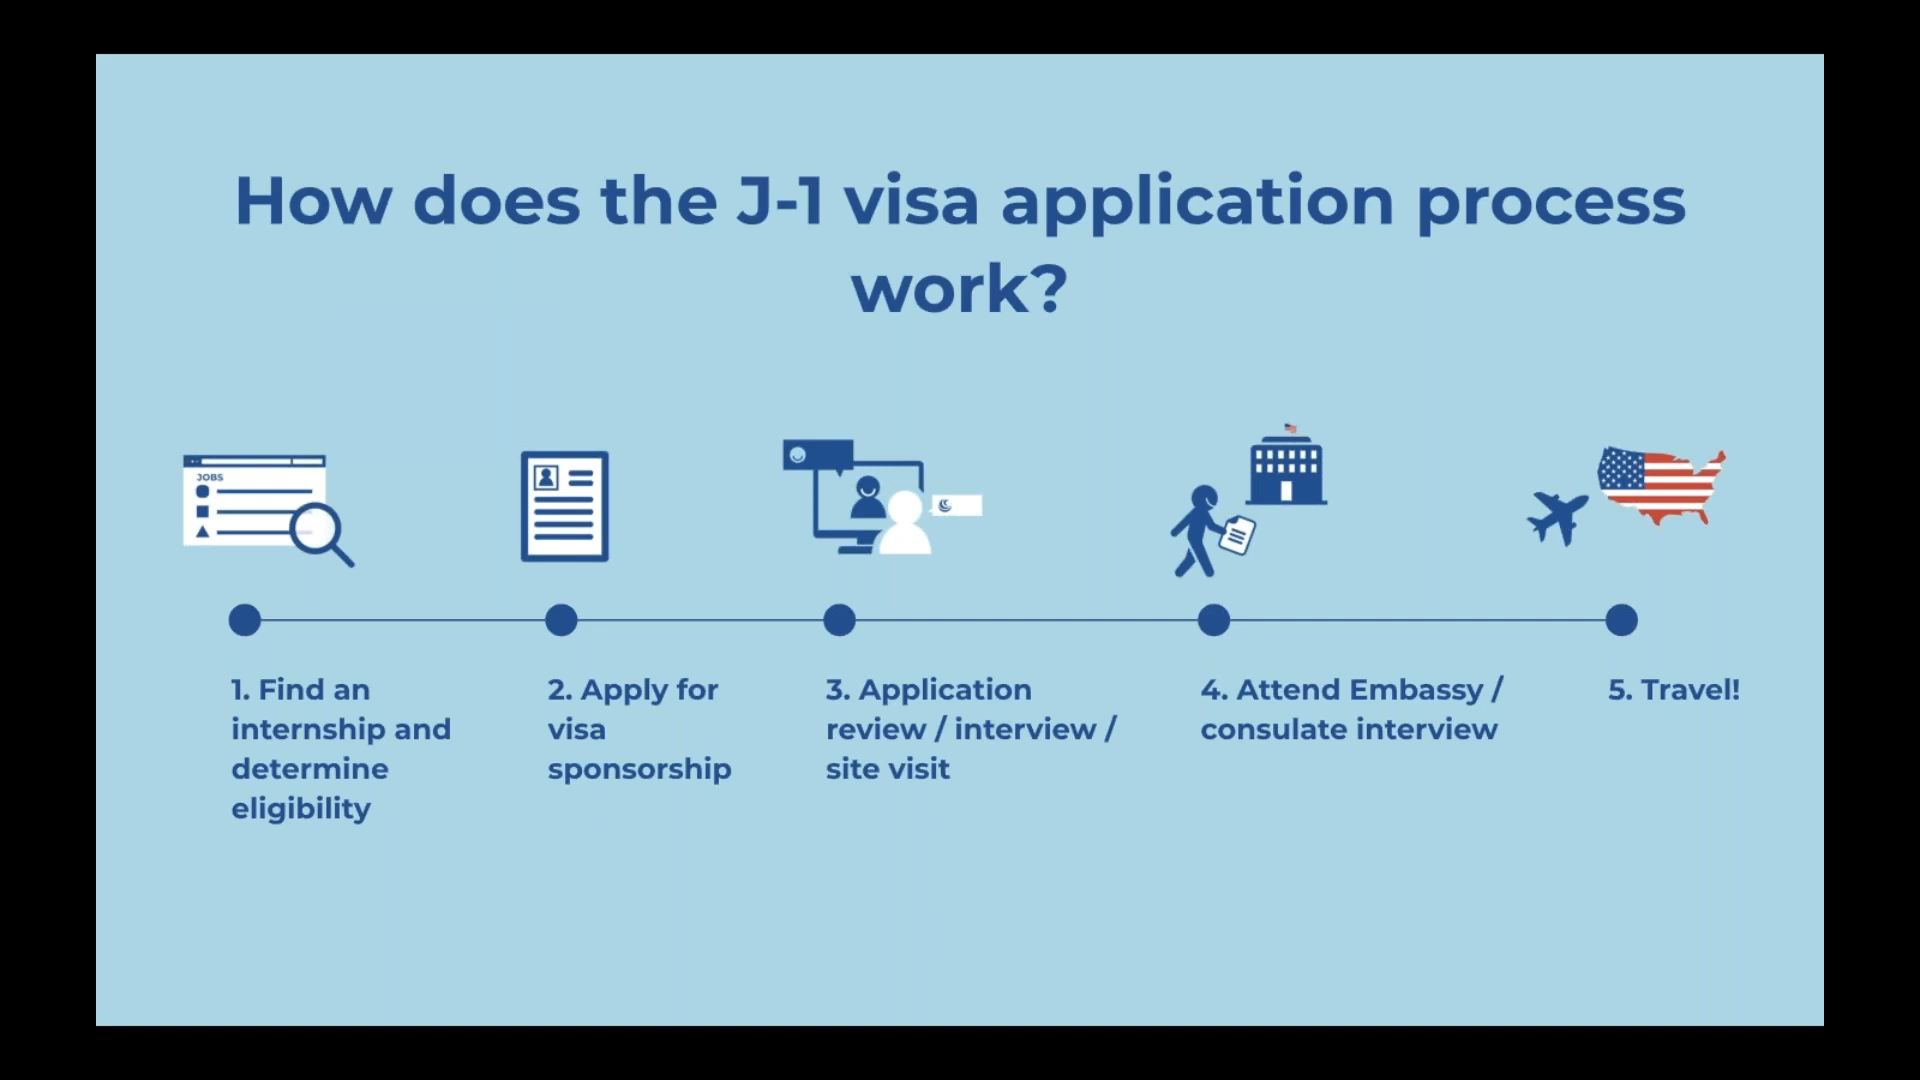 How does the J-1 visa application process
work?
JOBS
1. Find an
internship and
determine
eligibility
2. Apply for
visa
sponsorship
3. Application
review / interview /
site visit
4. Attend Embassy /
consulate interview
5. Travel!